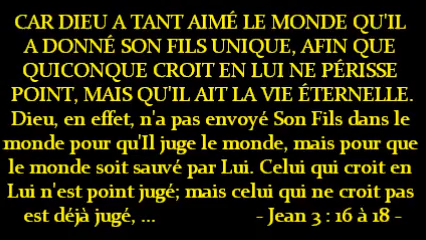 CAR DIEU A TANT AIMÉ LE MONDE QU'IL
A DONNÉ SON FILS UNIQUE, AFIN QUE
QUICONQUE CROIT EN LUI NE PÉRISSE
POINT, MAIS QU'IL AIT LA VIE ÉTERNELLE.
Dieu, en effet, n'a pas envoyé Son Fils dans le
monde pour qu'Il juge le monde, mais pour que
le monde soit sauvé par Lui. Celui qui croit en
Lui n'est point jugé; mais celui qui ne croit pas
est déjà jugé, ... - Jean 3 : 16 à 18 -